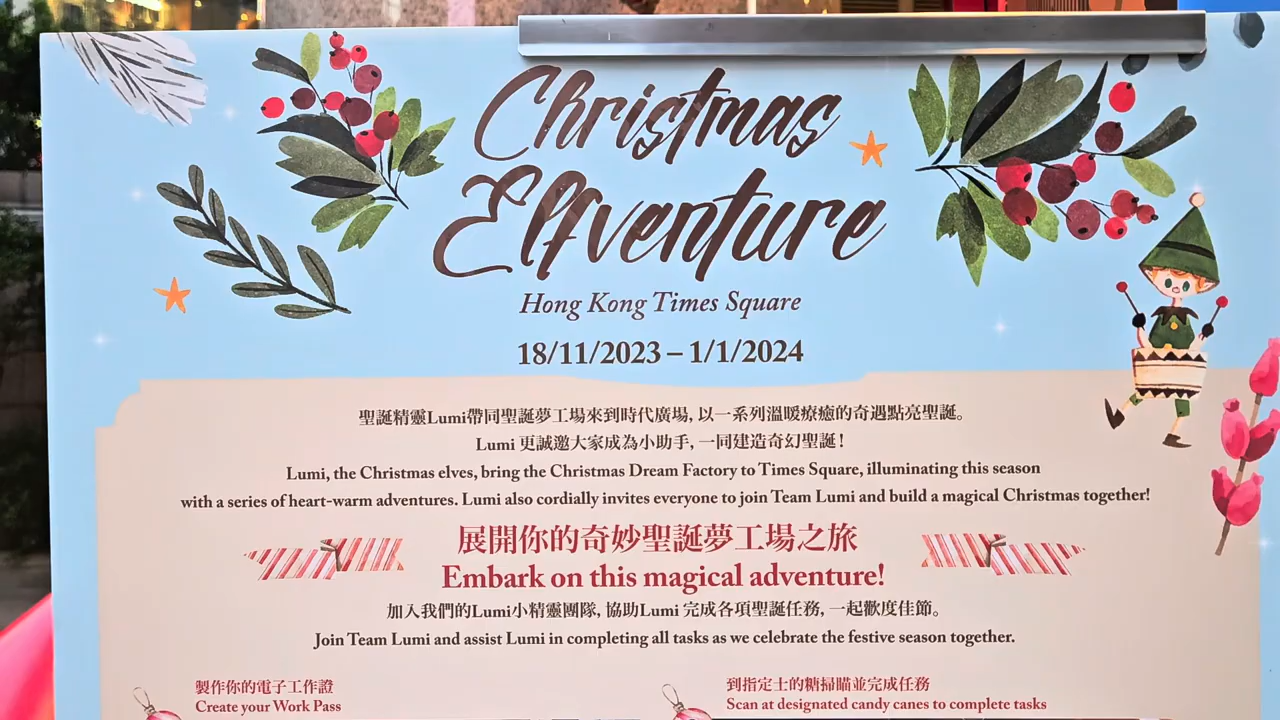 Christmas
Elfventure
Hong Kong Times Square
18/11/2023 – 1/1/2024
聖誕精靈Lumi帶同聖誕夢工場來到時代廣場, 以一系列溫暖療癒的奇遇點亮聖誕。
Lumi 更誠邀大家成為小助手, 一同建造奇幻聖誕!
Lumi, the Christmas elves, bring the Christmas Dream Factory to Times Square, illuminating this season
with a series of heart-warm adventures. Lumi also cordially invites everyone to join Team Lumi and build a magical Christmas together!
展開你的奇妙聖誕夢工場之旅
Embark on this magical adventure!
加入我們的Lumi小精靈團隊, 協助Lumi 完成各項聖誕任務, 一起歡度佳節。
Join Team Lumi and assist Lumi in completing all tasks as we celebrate the festive season together.
製作你的電子工作證
Create your Work Pass
到指定士的糖掃瞄並完成任務
Scan at designated candy canes to complete tasks